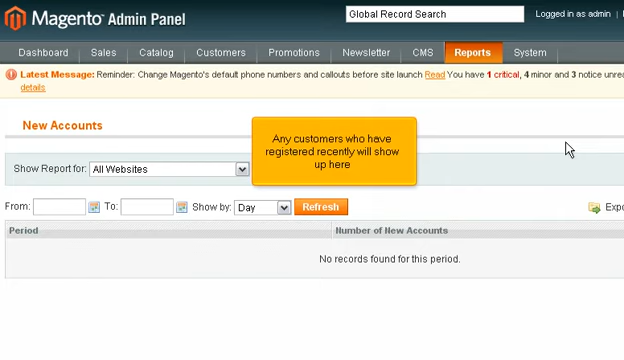 Magento Admin Panel
Global Record Search
Logged in as admin
Dashboard Sales Catalog Customers Promotions Newsletter CMS Reports System
Latest Message: Reminder: Change Magento's default phone numbers and callouts before site launch Read You have 1 critical, 4 minor and 3 notice unre
details
New Accounts
Any customers who have
registered recently will show
up here
Show Report for: All Websites
From: To: Show by: Day Refresh Expo
Period Number of New Accounts
No records found for this period.